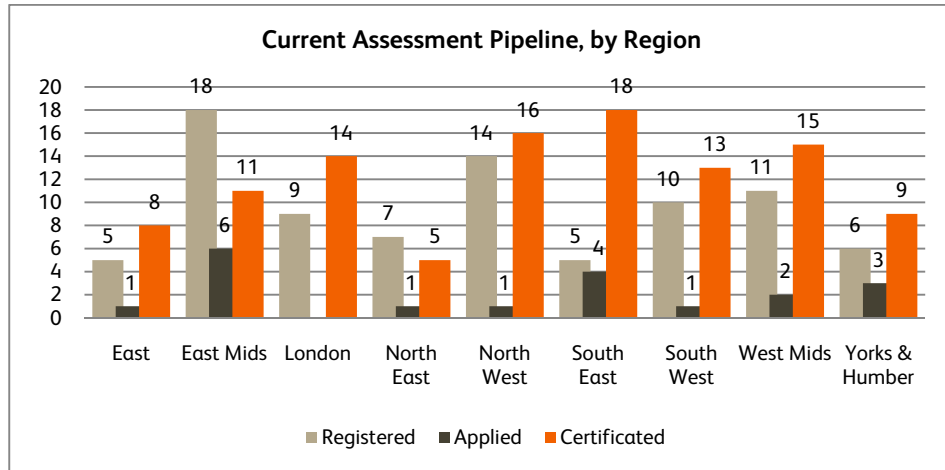 Current Assessment Pipeline, by Region
20
18
16
14
12
10
8
6
4
2
0
5
1
8
18
6
11
9
14
7
1
5
14
1
16
5
4
18
10
1
13
11
2
15
6
3
9
East
East Mids
London
North
East
North
West
South
East
South
West
West Mids
Yorks &
Humber
Registered Applied Certificated